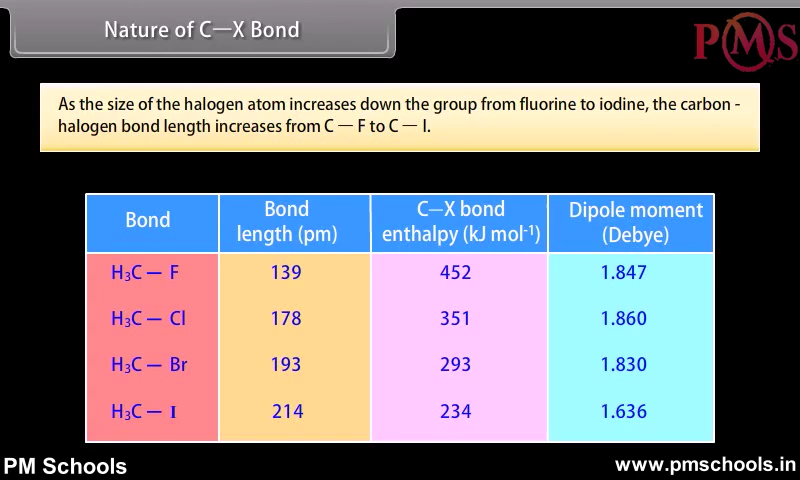 Nature of C—X Bond
PMS
As the size of the halogen atom increases down the group from fluorine to iodine, the carbon -
halogen bond length increases from C — F to C — I.
Bond
Bond
length (pm)
C—X bond
enthalpy (kJ mol⁻¹)
Dipole moment
(Debye)
H₃C — F 139 452 1.847
H₃C — Cl 178 351 1.860
H₃C — Br 193 293 1.830
H₃C — I 214 234 1.636
PM Schools
www.pmschools.in